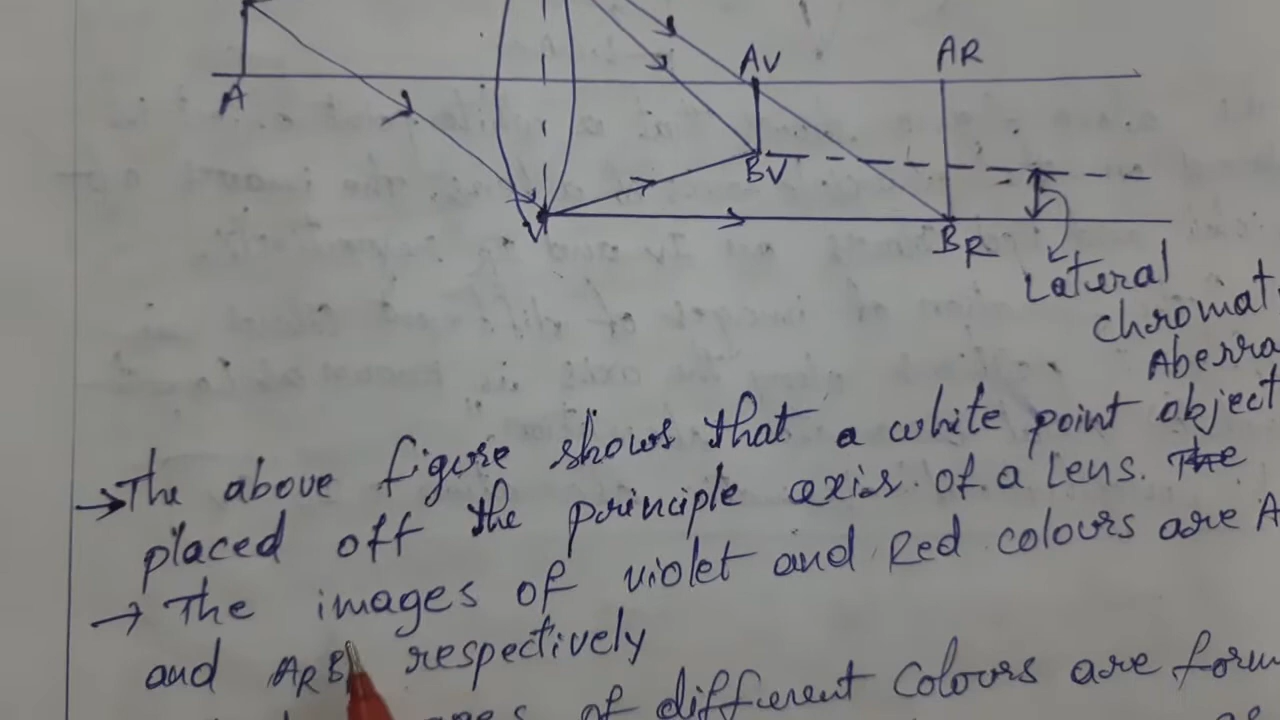 AV
AR
A
BV
BR
Lateral
chromat
Aberra
→The above figure shows that a white point object
placed off the principle axis of a Lens. The
→ The images of violet and Red colours are A
and ARB respectively
of different colours are form